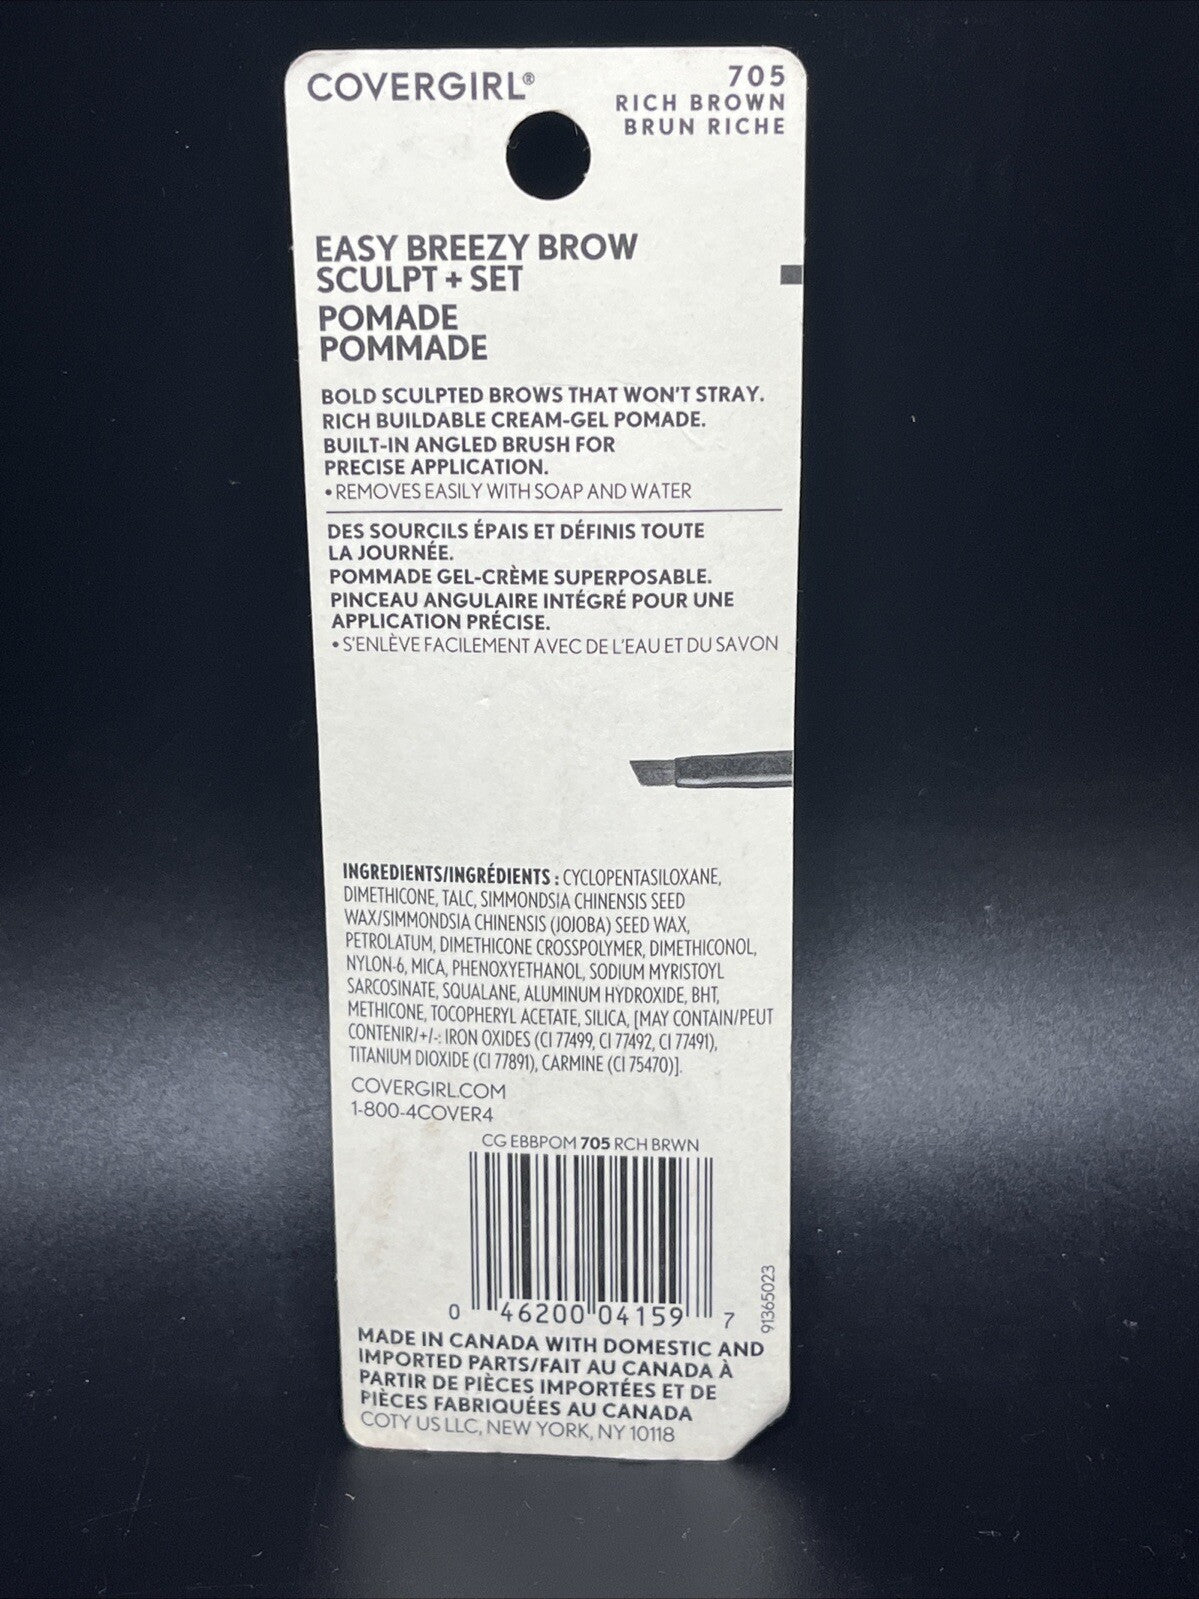 COVERGIRL®
705
RICH BROWN
BRUN RICHE
EASY BREEZY BROW
SCULPT + SET
POMADE
POMMADE
BOLD SCULPTED BROWS THAT WON'T STRAY.
RICH BUILDABLE CREAM-GEL POMADE.
BUILT-IN ANGLED BRUSH FOR
PRECISE APPLICATION.
• REMOVES EASILY WITH SOAP AND WATER
DES SOURCILS ÉPAIS ET DÉFINIS TOUTE
LA JOURNÉE.
POMMADE GEL-CRÈME SUPERPOSABLE.
PINCEAU ANGULAIRE INTÉGRÉ POUR UNE
APPLICATION PRÉCISE.
• S'ENLÈVE FACILEMENT AVEC DE L'EAU ET DU SAVON
INGREDIENTS/INGRÉDIENTS : CYCLOPENTASILOXANE,
DIMETHICONE, TALC, SIMMONDSIA CHINENSIS SEED
WAX/SIMMONDSIA CHINENSIS (JOJOBA) SEED WAX,
PETROLATUM, DIMETHICONE CROSSPOLYMER, DIMETHICONOL,
NYLON-6, MICA, PHENOXYETHANOL, SODIUM MYRISTOYL
SARCOSINATE, SQUALANE, ALUMINUM HYDROXIDE, BHT,
METHICONE, TOCOPHERYL ACETATE, SILICA, [MAY CONTAIN/PEUT
CONTENIR/+/-: IRON OXIDES (CI 77499, CI 77492, CI 77491),
TITANIUM DIOXIDE (CI 77891), CARMINE (CI 75470)].
COVERGIRL.COM
1-800-4COVER4
CG EBBPOM 705 RCH BRWN
0 46200 04159 7
91365023
MADE IN CANADA WITH DOMESTIC AND
IMPORTED PARTS/FAIT AU CANADA À
PARTIR DE PIÈCES IMPORTÉES ET DE
PIÈCES FABRIQUÉES AU CANADA
COTY US LLC, NEW YORK, NY 10118